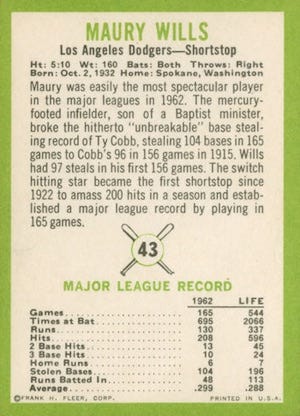 MAURY WILLS
Los Angeles Dodgers—Shortstop
Ht: 5:10 Wt: 160 Bats: Both Throws: Right
Born: Oct. 2, 1932 Home: Spokane, Washington
Maury was easily the most spectacular player
in the major leagues in 1962. The mercury-
footed infielder, son of a Baptist minister,
broke the hitherto "unbreakable" base steal-
ing record of Ty Cobb, stealing 104 bases in 165
games to Cobb's 96 in 156 games in 1915. Wills
had 97 steals in his first 156 games. The switch
hitting star became the first shortstop since
1922 to amass 200 hits in a season and estab-
lished a major league record by playing in
165 games.
43
MAJOR LEAGUE RECORD
1962 LIFE
Games 165 544
Times at Bat 695 2066
Runs 130 337
Hits 208 596
2 Base Hits 13 45
3 Base Hits 10 24
Home Runs 6 7
Stolen Bases 104 196
Runs Batted In 48 113
Average .299 .288
©FRANK H. FLEER, CORP. PRINTED IN U.S.A.